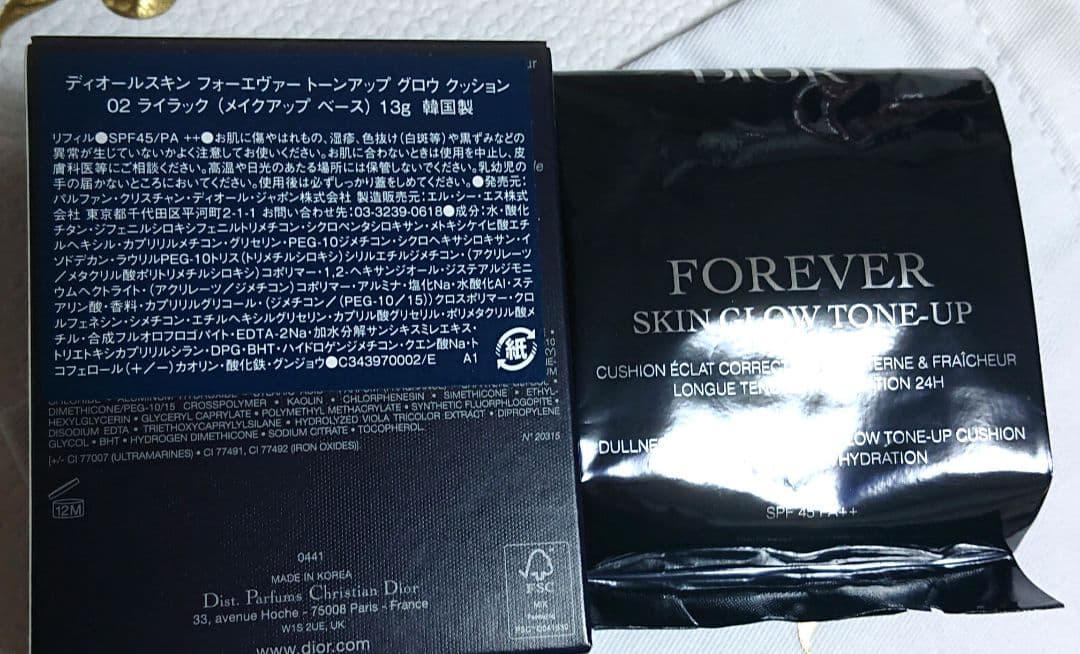 ディオールスキン フォーエヴァー トーンアップ グロウ クッション
02 ライラック (メイクアップ ベース) 13g 韓国製
リフィル●SPF45/PA ++●お肌に傷やはれもの、湿疹、色抜け(白斑等)や黒ずみなどの
異常が生じていないかよく注意してお使いください。お肌に合わないときは使用を中止し、皮
膚科医等にご相談ください。高温や日光のあたる場所には保管しないでください。乳幼児の
手の届かないところにおいてください。使用後は必ずしっかり蓋をしめてください。●発売元:
パルファン・クリスチャン・ディオール・ジャポン株式会社 製造販売元:エル・シー・エス株式
会社 東京都千代田区平河町2-1-1 お問い合わせ先:03-3239-0618●成分:水・酸化
チタン・ジフェニルシロキシフェニルトリメチコン・シクロペンタシロキサン・メトキシケイヒ酸エチ
ルヘキシル・カプリリルメチコン・グリセリン・PEG-10ジメチコン・シクロヘキサシロキサン・イ
ソドデカン・ラウリルPEG-10トリス(トリメチルシロキシ)シリルエチルジメチコン・(アクリレーツ
/メタクリル酸ポリトリメチルシロキシ)コポリマー・1,2-ヘキサンジオール・ジステアルジモニ
ウムヘクトライト・(アクリレーツ/ジメチコン)コポリマー・アルミナ・塩化Na・水酸化Al・ステ
アリン酸・香料・カプリリルグリコール・(ジメチコン/(PEG-10/15))クロスポリマー・クロ
ルフェネシン・シメチコン・エチルヘキシルグリセリン・カプリル酸グリセリル・ポリメタクリル酸メ
チル・合成フルオロフロゴパイト・EDTA-2Na・加水分解サンシキスミレエキス・
トリエトキシカプリリルシラン・DPG・BHT・ハイドロゲンジメチコン・クエン酸Na・ト
コフェロール(+/-)カオリン・酸化鉄・グンジョウ●C343970002/E A1
紙
DIMETHICONE/PEG-10/15 CROSSPOLYMER • KAOLIN • CHLORPHENESIN • SIMETHICONE • ETHYL-
HEXYLGLYCERIN • GLYCERYL CAPRYLATE • POLYMETHYL METHACRYLATE • SYNTHETIC FLUORPHLOGOPITE •
DISODIUM EDTA • TRIETHOXYCAPRYLYLSILANE • HYDROLYZED VIOLA TRICOLOR EXTRACT • DIPROPYLENE
GLYCOL • BHT • HYDROGEN DIMETHICONE • SODIUM CITRATE • TOCOPHEROL.
[+/- CI 77007 (ULTRAMARINES) • CI 77491, CI 77492 (IRON OXIDES)].
N° 20315
12M
0441
MADE IN KOREA
Dist. Parfums Christian Dior
33, avenue Hoche - 75008 Paris - France
W1S 2UE, UK
www.dior.com
FSC
MIX
Packaging
DIOR
FOREVER
SKIN GLOW TONE-UP
CUSHION ÉCLAT CORREC ERNE & FRAÎCHEUR
LONGUE TEN TION 24H
DULLNE LOW TONE-UP CUSHION
HYDRATION
SPF 45 PA++